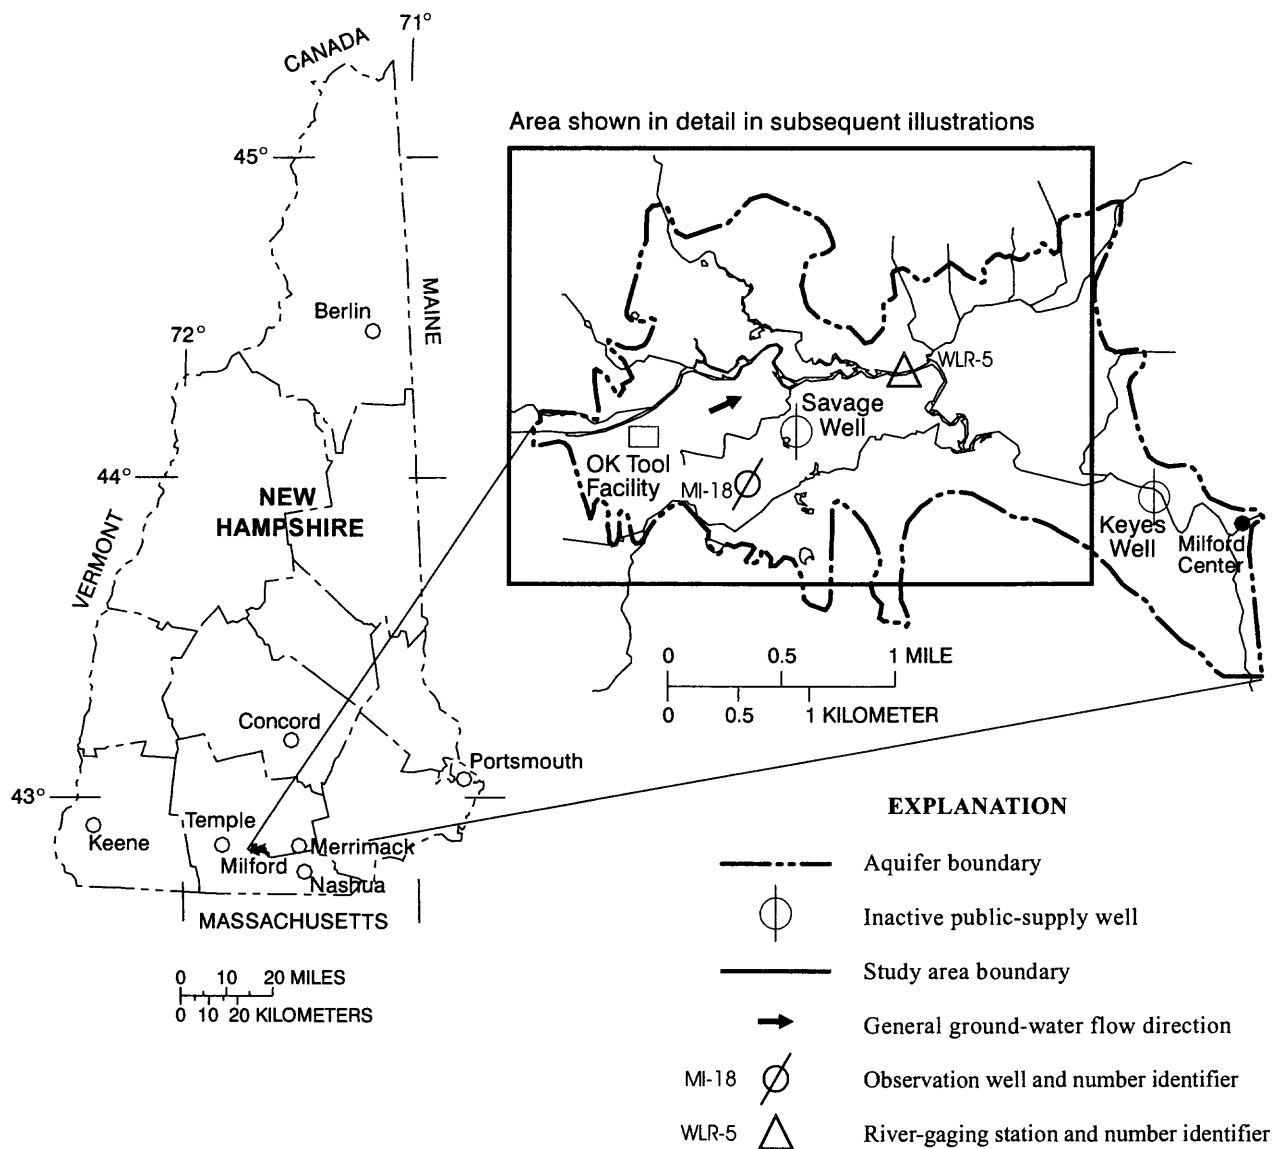 71°
CANADA
45°
MAINE
Berlin
72°
44°
NEW
HAMPSHIRE
VERMONT
Concord
Portsmouth
43°
Keene
Temple
Milford
Merrimack
Nashua
MASSACHUSETTS
0 10 20 MILES
0 10 20 KILOMETERS
Area shown in detail in subsequent illustrations
WLR-5
Savage
Well
OK Tool
Facility
MI-18
Keyes
Well
Milford
Center
0 0.5 1 MILE
0 0.5 1 KILOMETER
EXPLANATION
Aquifer boundary
Inactive public-supply well
Study area boundary
General ground-water flow direction
MI-18 Observation well and number identifier
WLR-5 River-gaging station and number identifier